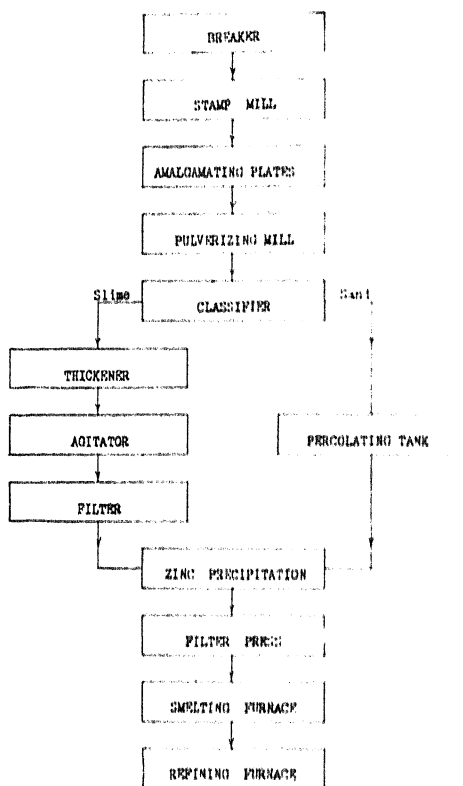 BREAKER
STAMP MILL
AMALGAMATING PLATES
PULVERIZING MILL
Slime
Sand
CLASSIFIER
THICKENER
AGITATOR
PERCOLATING TANK
FILTER
ZINC PRECIPITATION
FILTER PRESS
SMELTING FURNACE
REFINING FURNACE